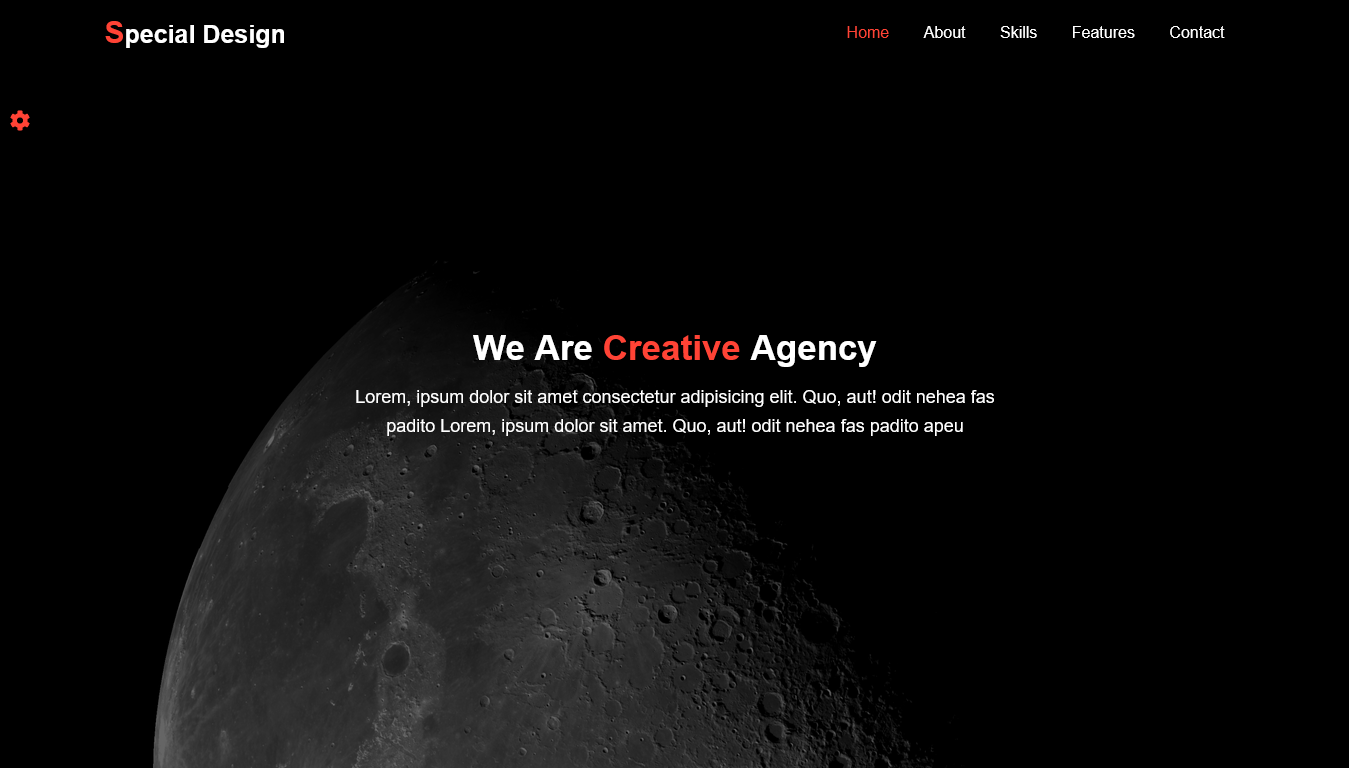 Special Design
Home About Skills Features Contact
We Are Creative Agency
Lorem, ipsum dolor sit amet consectetur adipisicing elit. Quo, aut! odit nehea fas
padito Lorem, ipsum dolor sit amet. Quo, aut! odit nehea fas padito apeu